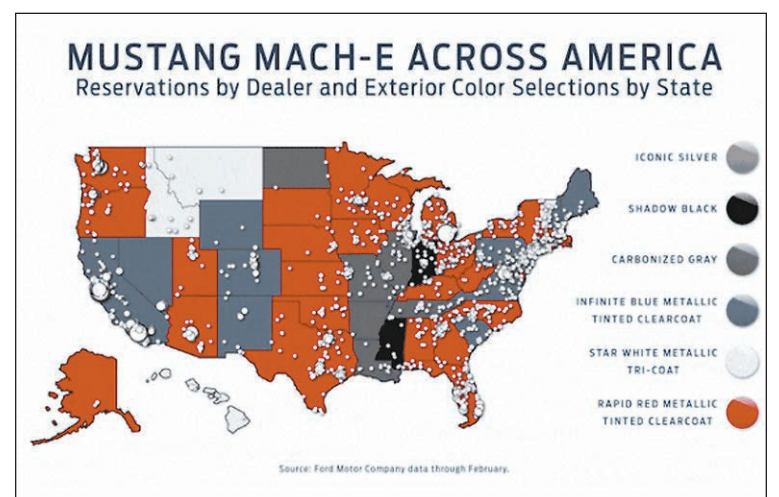 MUSTANG MACH-E ACROSS AMERICA
Reservations by Dealer and Exterior Color Selections by State
ICONIC SILVER
SHADOW BLACK
CARBONIZED GRAY
INFINITE BLUE METALLIC
TINTED CLEARCOAT
STAR WHITE METALLIC
TRI-COAT
RAPID RED METALLIC
TINTED CLEARCOAT
Source: Ford Motor Company data through February.